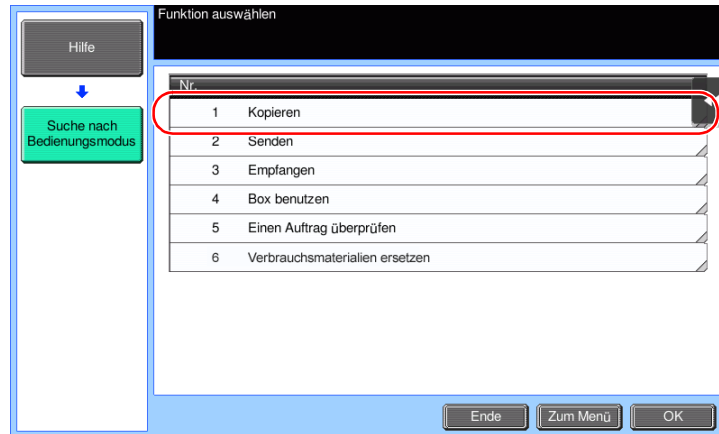 Funktion auswählen
Hilfe
Suche nach
Bedienungsmodus
Nr.
1 Kopieren
2 Senden
3 Empfangen
4 Box benutzen
5 Einen Auftrag überprüfen
6 Verbrauchsmaterialien ersetzen
Ende Zum Menü OK